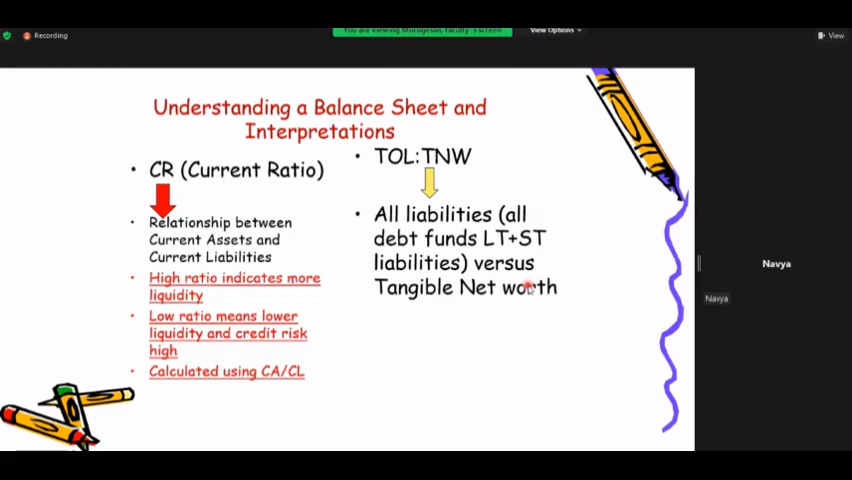 Recording
You are viewing Murugesan, faculty's screen
View Options
View
Understanding a Balance Sheet and
Interpretations
• CR (Current Ratio)
• Relationship between
Current Assets and
Current Liabilities
• High ratio indicates more
liquidity
• Low ratio means lower
liquidity and credit risk
high
• Calculated using CA/CL
• TOL:TNW
• All liabilities (all
debt funds LT+ST
liabilities) versus
Tangible Net worth
Navya
Navya